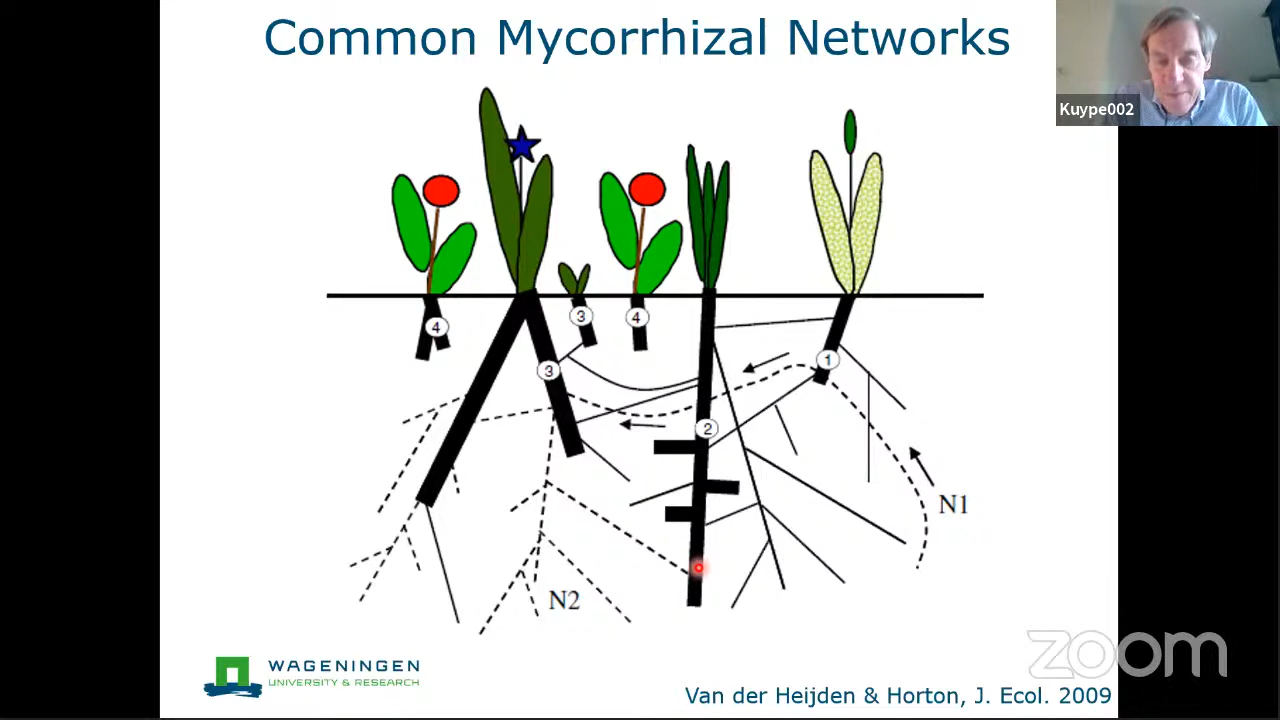 Common Mycorrhizal Networks
Kuype002
4
3
3
4
2
1
N1
N2
WAGENINGEN
UNIVERSITY & RESEARCH
zoom
Van der Heijden & Horton, J. Ecol. 2009